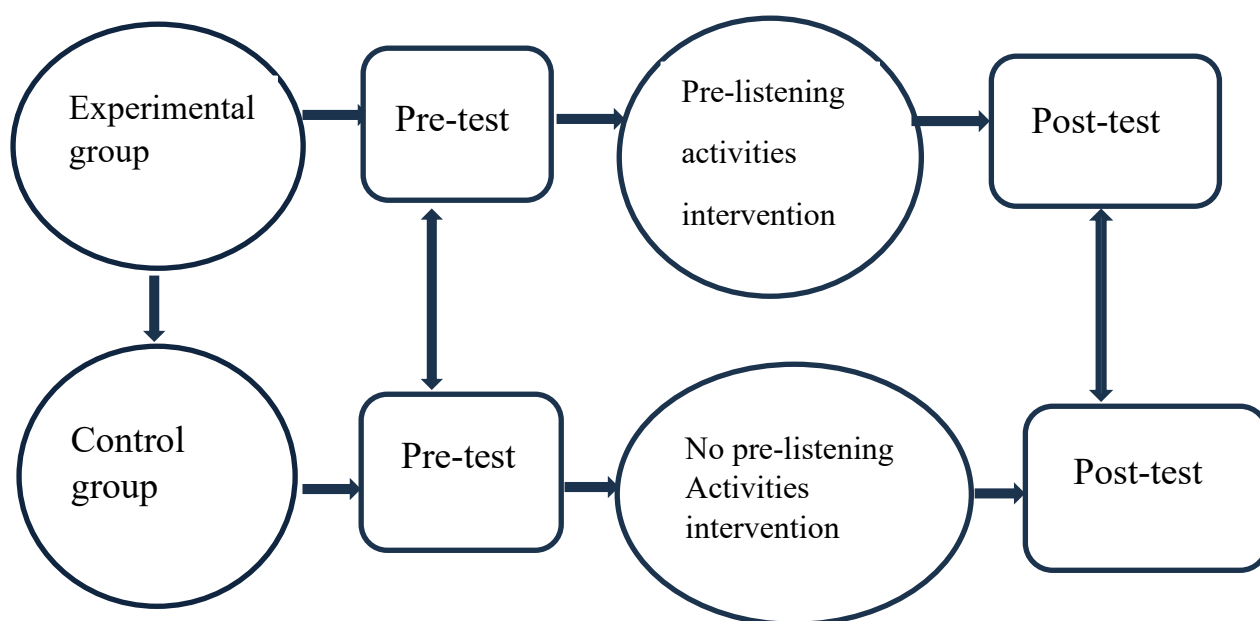 Experimental
group
Pre-test
Pre-listening
activities
intervention
Post-test
Control
group
Pre-test
No pre-listening
Activities
intervention
Post-test